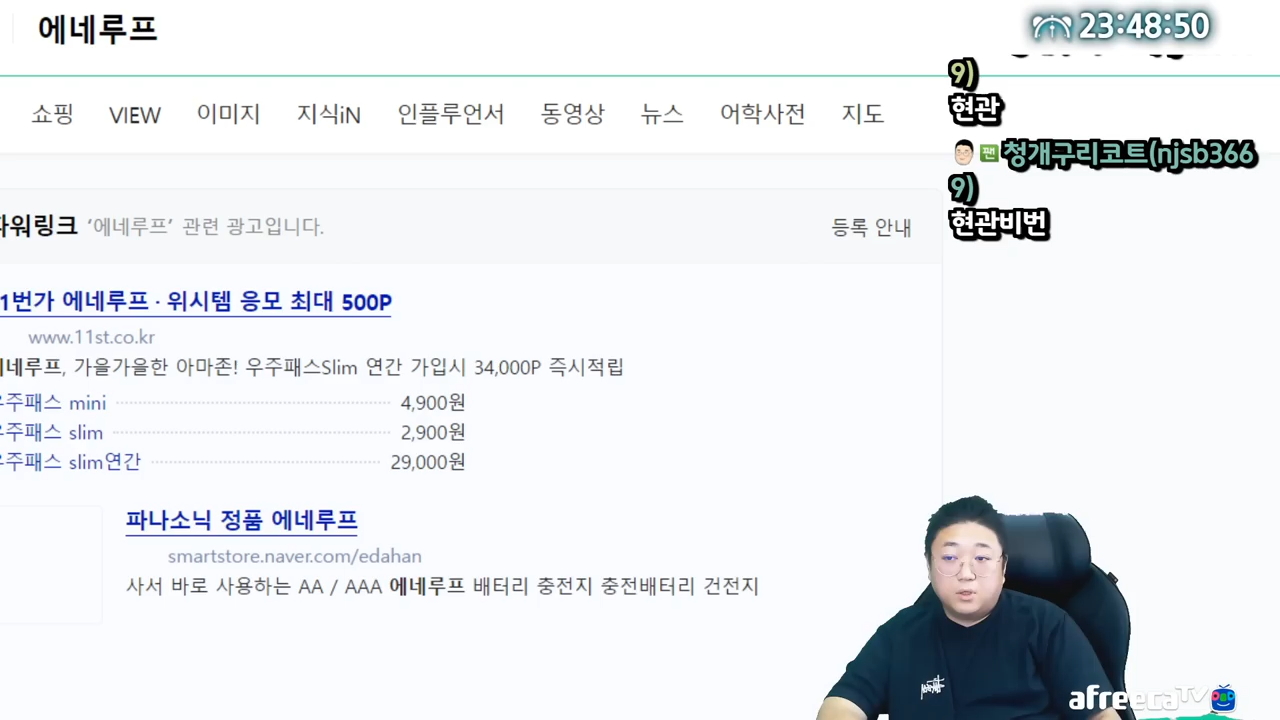 에네루프
23:48:50
쇼핑 VIEW 이미지 지식iN 인플루언서 동영상 뉴스 어학사전 지도
파워링크 ‘에네루프’ 관련 광고입니다.
등록 안내
1번가 에네루프 · 위시템 응모 최대 500P
www.11st.co.kr
에네루프, 가을가을한 아마존! 우주패스Slim 연간 가입시 34,000P 즉시적립
우주패스 mini 4,900원
우주패스 slim 2,900원
우주패스 slim연간 29,000원
파나소닉 정품 에네루프
smartstore.naver.com/edahan
사서 바로 사용하는 AA / AAA 에네루프 배터리 충전지 충전배터리 건전지
9)
현관
팬 청개구리코트(njsb366
9)
현관비번
afreecaTV